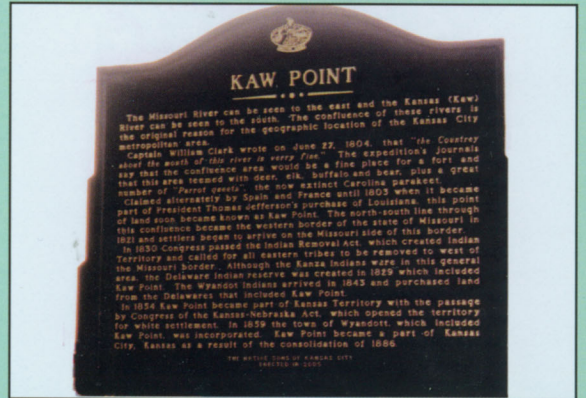 KAW POINT
The Missouri River can be seen to the east and the Kansas (Kaw)
River can be seen to the south. The confluence of these rivers is
the original reason for the geographic location of the Kansas City
metropolitan area.
Captain William Clark wrote on June 27, 1804, that "the Countrey
about the mouth of this river is verry fine" The expedition's journals
say that the confluence area would be a fine place for a fort and
that this area teemed with deer, elk, buffalo and bear, plus a great
number of "Parrot queets", the now extinct Carolina parakeet.
Claimed alternately by Spain and France until 1803 when it became
part of President Thomas Jefferson's purchase of Louisiana, this point
of land soon became known as Kaw Point. The north-south line through
this confluence became the western border of the state of Missouri in
1821 and settlers began to arrive on the Missouri side of this border.
In 1830 Congress passed the Indian Removal Act, which created Indian
Territory and called for all eastern tribes to be removed to west of
the Missouri border. Although the Kanza Indians were in this general
area, the Delaware Indian reserve was created in 1829 which included
Kaw Point. The Wyandot Indians arrived in 1843 and purchased land
from the Delawares that included Kaw Point.
In 1854 Kaw Point became part of Kansas Territory with the passage
by Congress of the Kansas-Nebraska Act, which opened the territory
for white settlement. In 1859 the town of Wyandott, which included
Kaw Point, was incorporated. Kaw Point became a part of Kansas
City, Kansas as a result of the consolidation of 1886
THE NATIVE SONS OF KANSAS CITY
ERECTED IN 2005